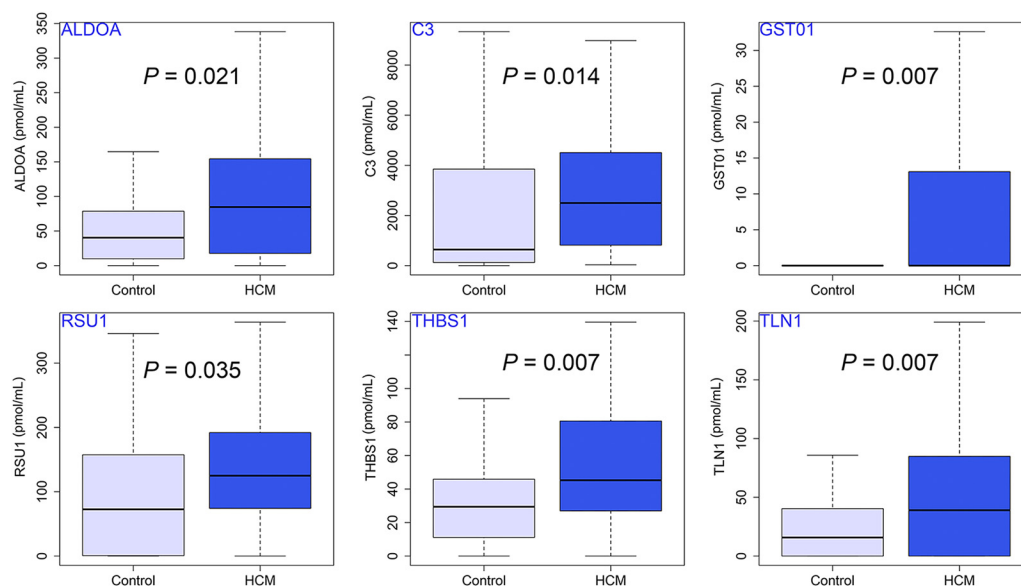 ALDOA
P = 0.021
ALDOA (pmol/mL)
350
300
250
200
150
100
50
0
Control
HCM
C3
P = 0.014
C3 (pmol/mL)
8000
6000
4000
2000
0
Control
HCM
GST01
P = 0.007
GST01 (pmol/mL)
30
25
20
15
10
5
0
Control
HCM
RSU1
P = 0.035
RSU1 (pmol/mL)
300
200
100
0
Control
HCM
THBS1
P = 0.007
THBS1 (pmol/mL)
140
120
100
80
60
40
20
0
Control
HCM
TLN1
P = 0.007
TLN1 (pmol/mL)
200
150
100
50
0
Control
HCM